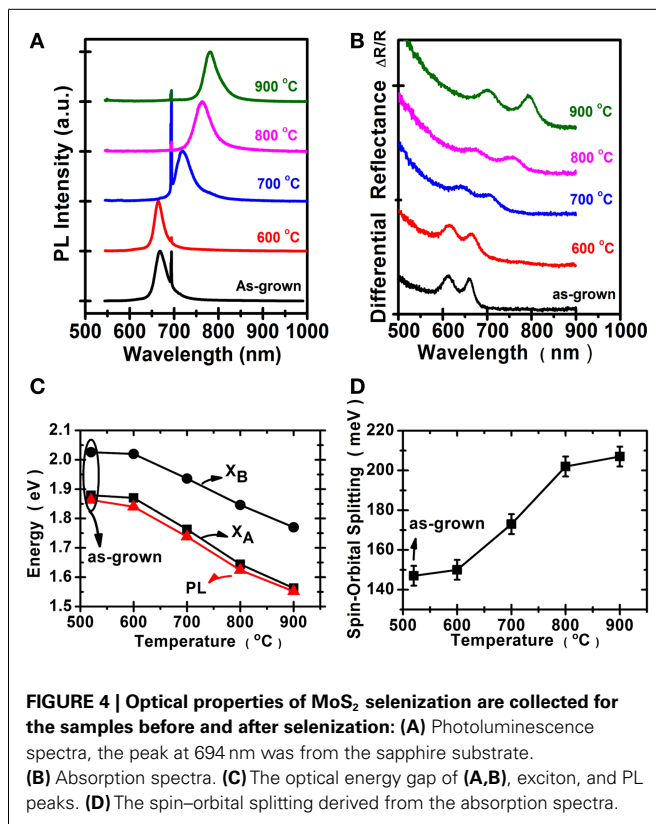 A
PL Intensity (a.u.)
900 °C
800 °C
700 °C
600 °C
As-grown
500 600 700 800 900 1000
Wavelength (nm)
B
Differential Reflectance ΔR/R
900 °C
800 °C
700 °C
600 °C
as-grown
500 600 700 800 900 1000
Wavelength ( nm )
C
Energy ( eV )
2.1
2.0
1.9
1.8
1.7
1.6
1.5
X_B
X_A
PL
as-grown
500 600 700 800 900
Temperature ( °C )
D
Spin-Orbital Splitting ( meV )
220
200
180
160
140
as-grown
500 600 700 800 900
Temperature ( °C )
FIGURE 4 | Optical properties of MoS₂ selenization are collected for
the samples before and after selenization: (A) Photoluminescence
spectra, the peak at 694 nm was from the sapphire substrate.
(B) Absorption spectra. (C) The optical energy gap of (A,B), exciton, and PL
peaks. (D) The spin–orbital splitting derived from the absorption spectra.